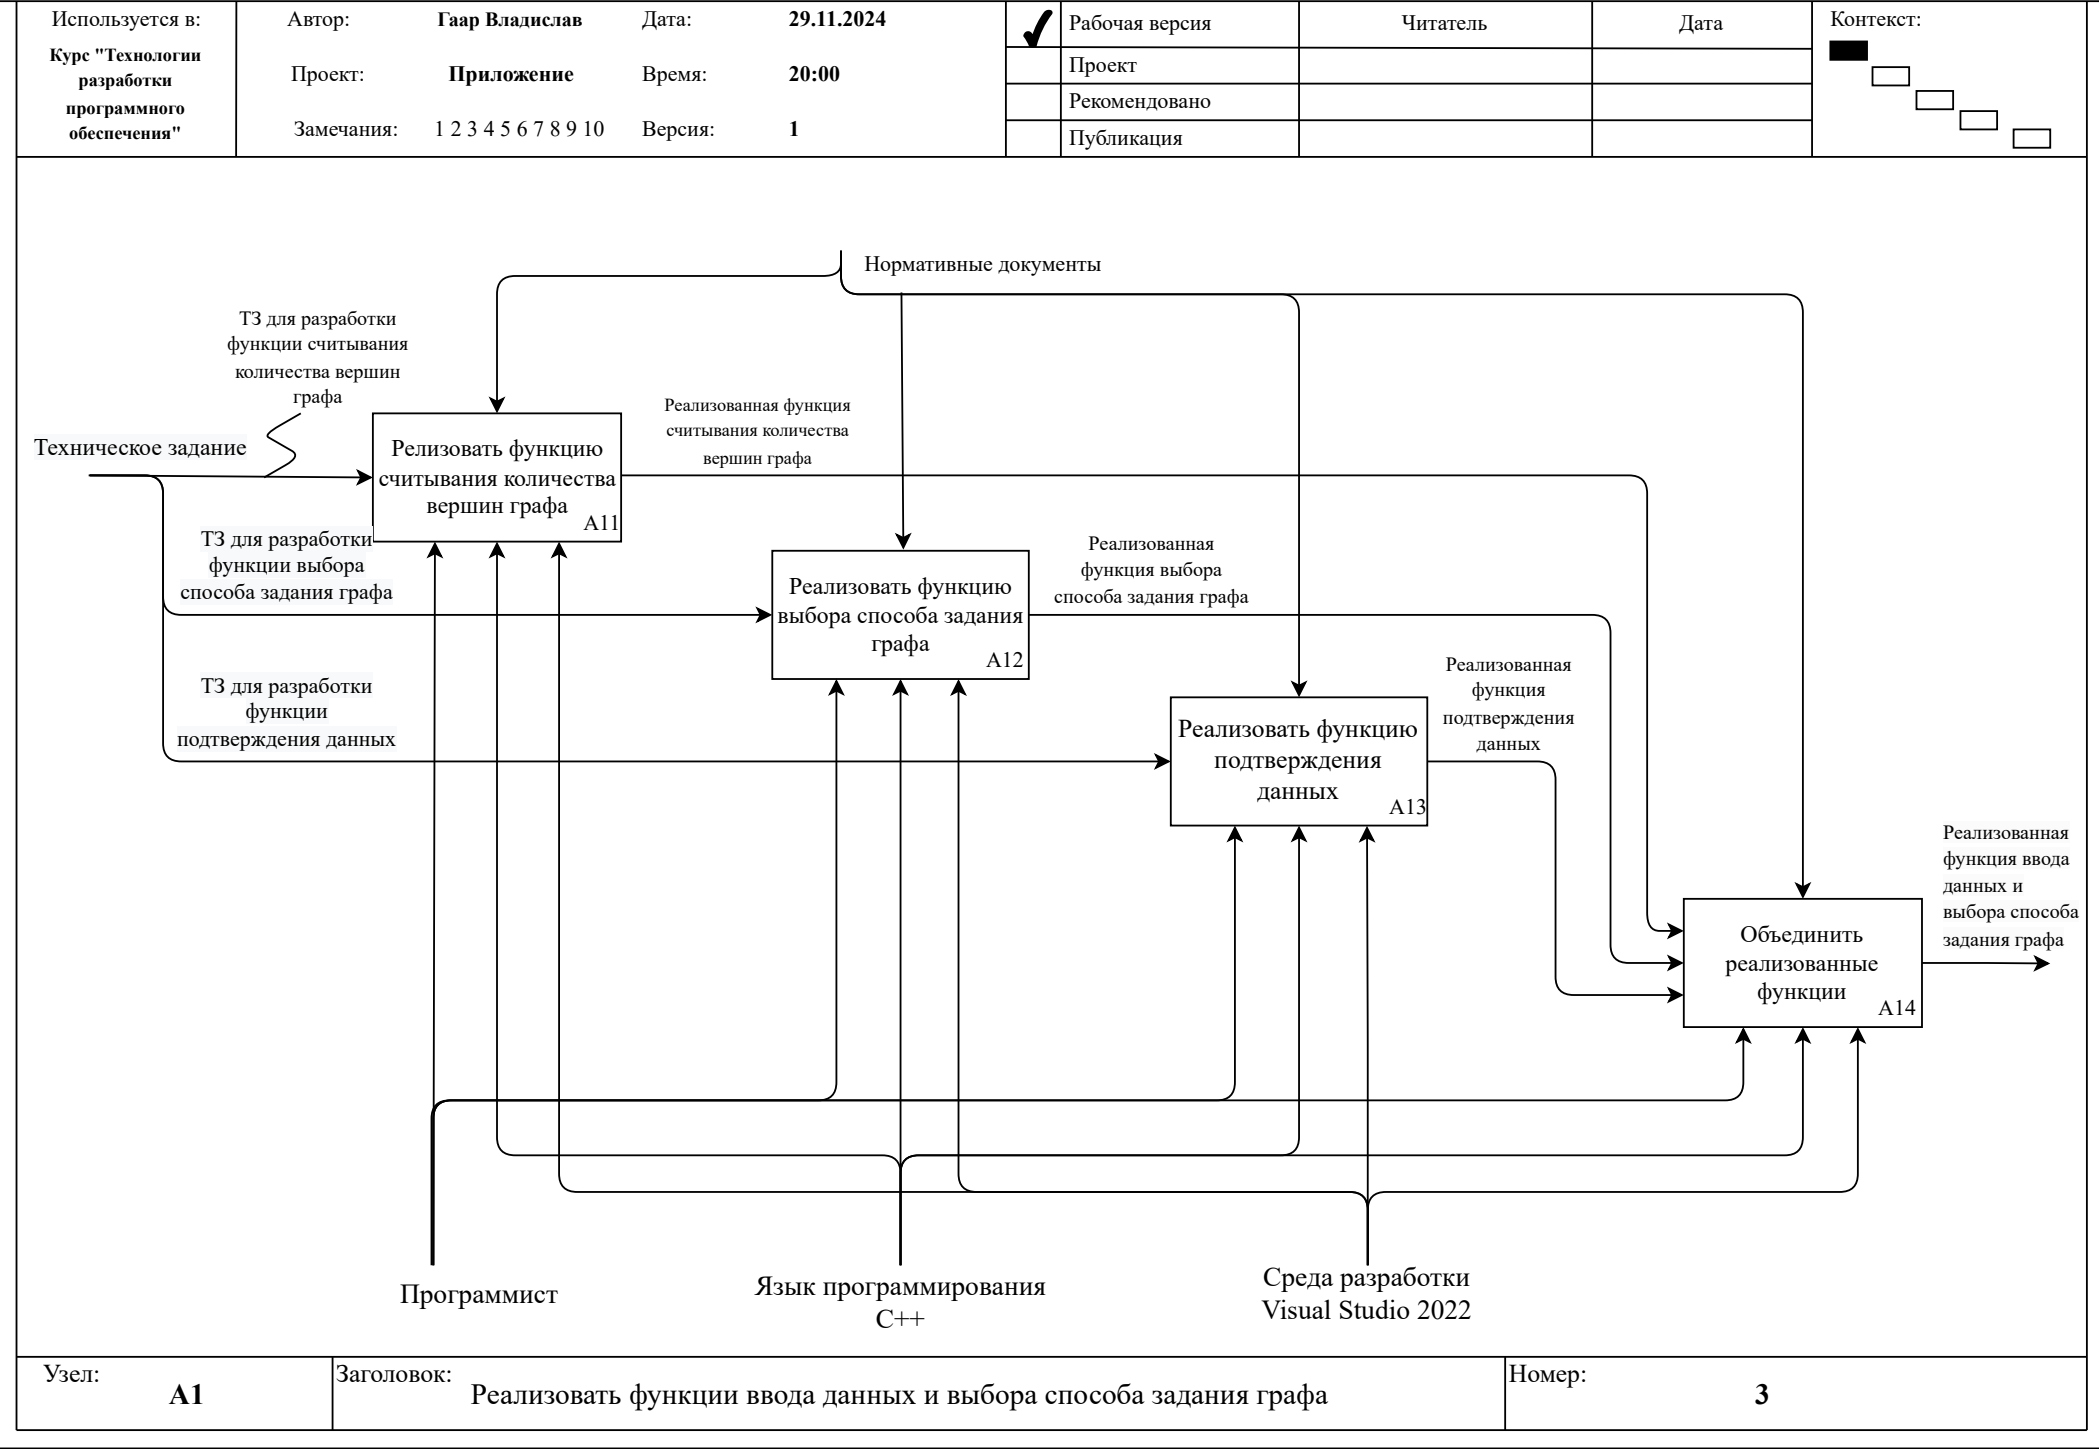 Используется в:
Курс "Технологии
разработки
программного
обеспечения"
Автор:
Гаар Владислав
Дата:
29.11.2024
Проект:
Приложение
Время:
20:00
Замечания:
1 2 3 4 5 6 7 8 9 10
Версия:
1
Рабочая версия
Читатель
Дата
Проект
Рекомендовано
Публикация
Контекст:
Нормативные документы
ТЗ для разработки
функции считывания
количества вершин
графа
Техническое задание
Релизовать функцию
считывания количества
вершин графа
A11
Реализованная функция
считывания количества
вершин графа
ТЗ для разработки
функции выбора
способа задания графа
Реализовать функцию
выбора способа задания
графа
A12
Реализованная
функция выбора
способа задания графа
ТЗ для разработки
функции
подтверждения данных
Реализовать функцию
подтверждения
данных
A13
Реализованная
функция
подтверждения
данных
Объединить
реализованные
функции
A14
Реализованная
функция ввода
данных и
выбора способа
задания графа
Программист
Язык программирования
C++
Среда разработки
Visual Studio 2022
Узел:
A1
Заголовок:
Реализовать функции ввода данных и выбора способа задания графа
Номер:
3